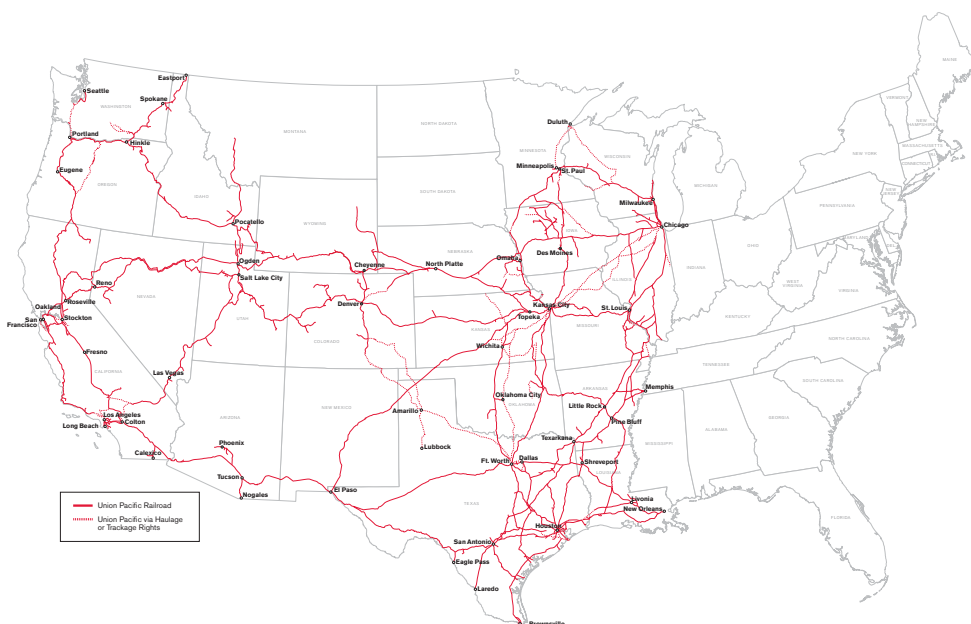 MAINE
Eastport
Seattle
Spokane
WASHINGTON
VERMONT
NEW
HAMPSHIRE
Duluth
MONTANA
NORTH DAKOTA
Portland
Hinkle
MINNESOTA
WISCONSIN
MASSACHUSETTS
NEW YORK
CONNECTICUT
RI
Minneapolis
St. Paul
Eugene
OREGON
IDAHO
SOUTH DAKOTA
MICHIGAN
NEW
JERSEY
Milwaukee
PENNSYLVANIA
Pocatello
WYOMING
Chicago
IOWA
MARYLAND
OHIO
DEL
NEBRASKA
Des Moines
Omaha
Ogden
Cheyenne
North Platte
INDIANA
Salt Lake City
ILLINOIS
WEST
VIRGINIA
Reno
NEVADA
VIRGINIA
Roseville
Oakland
Denver
Kansas City
St. Louis
Topeka
UTAH
KENTUCKY
San
Francisco
Stockton
KANSAS
MISSOURI
COLORADO
NORTH CAROLINA
Wichita
Fresno
TENNESSEE
CALIFORNIA
Las Vegas
SOUTH CAROLINA
ARKANSAS
Memphis
Oklahoma City
OKLAHOMA
Little Rock
NEW MEXICO
Amarillo
Los Angeles
ARIZONA
ALABAMA
GEORGIA
Long Beach
Colton
Pine Bluff
Texarkana
Phoenix
MISSISSIPPI
Lubbock
Calexico
Ft. Worth
Dallas
Shreveport
LOUISIANA
Tucson
El Paso
Nogales
TEXAS
Livonia
New Orleans
Union Pacific Railroad
Union Pacific via Haulage
or Trackage Rights
FLORIDA
Houston
San Antonio
Eagle Pass
Laredo
Brownsville